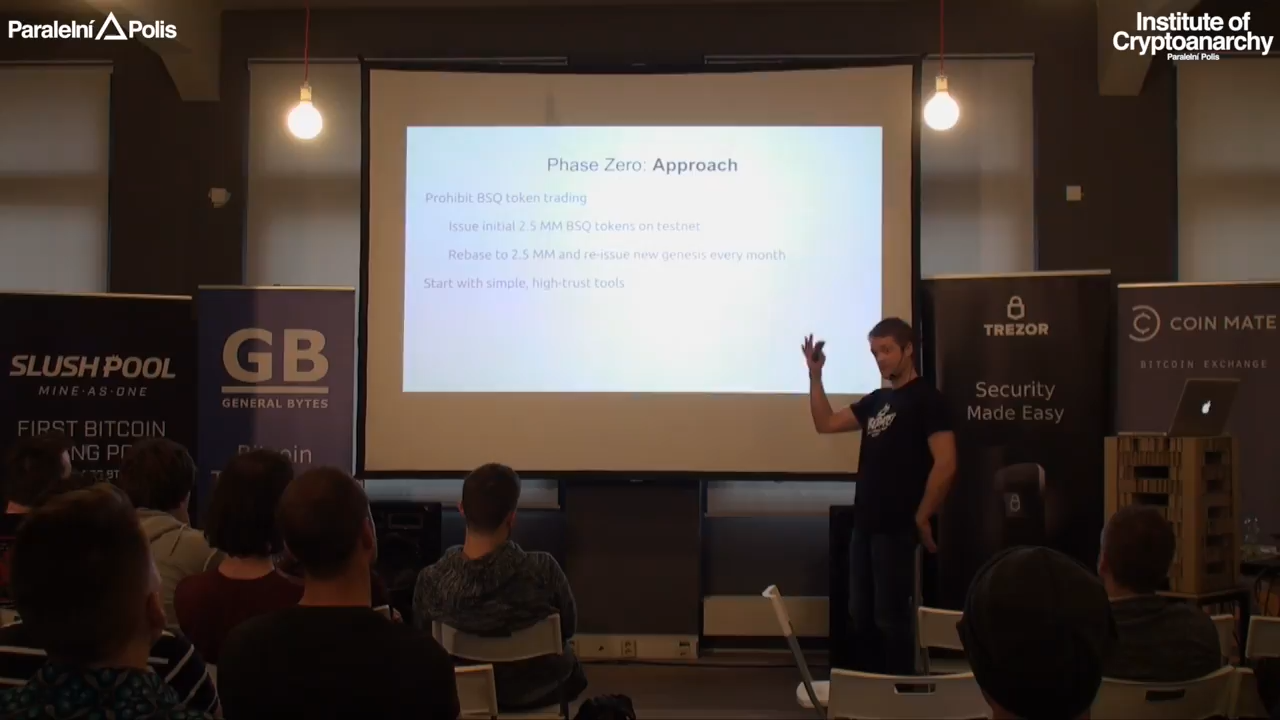 Paralelní Polis
Institute of
Cryptoanarchy
Paralelní Polis
Phase Zero: Approach
Prohibit BSQ token trading
Issue initial 2.5 MM BSQ tokens on testnet
Rebase to 2.5 MM and re-issue new genesis every month
Start with simple, high-trust tools
SLUSH POOL
MINE-AS-ONE
FIRST BITCOIN
NG PO
GB
GENERAL BYTES
Bitcoin
TREZOR
Security
Made Easy
COIN MATE
BITCOIN EXCHANGE